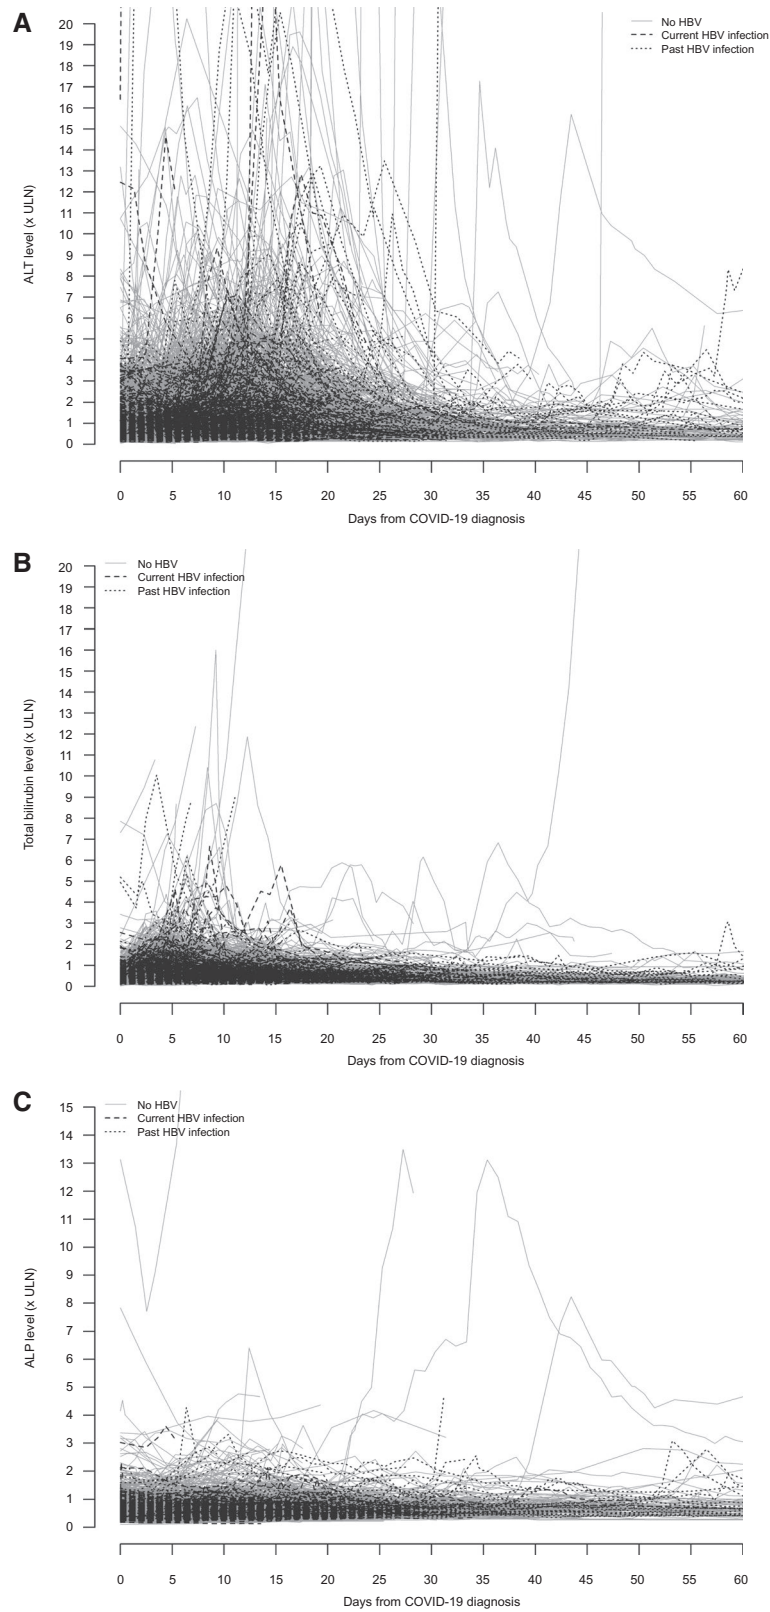 A
No HBV
Current HBV infection
Past HBV infection
20
19
18
17
16
15
14
13
12
11
10
9
8
7
6
5
4
3
2
1
0
ALT level (x ULN)
0 5 10 15 20 25 30 35 40 45 50 55 60
Days from COVID-19 diagnosis
B
No HBV
Current HBV infection
Past HBV infection
20
19
18
17
16
15
14
13
12
11
10
9
8
7
6
5
4
3
2
1
0
Total bilirubin level (x ULN)
0 5 10 15 20 25 30 35 40 45 50 55 60
Days from COVID-19 diagnosis
C
No HBV
Current HBV infection
Past HBV infection
15
14
13
12
11
10
9
8
7
6
5
4
3
2
1
0
ALP level (x ULN)
0 5 10 15 20 25 30 35 40 45 50 55 60
Days from COVID-19 diagnosis